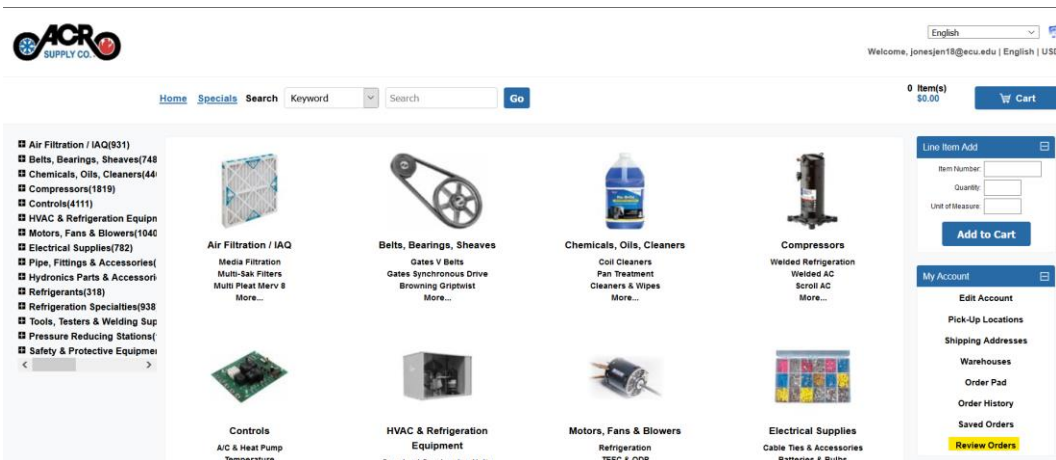 ACR
SUPPLY CO.
English
Welcome, jonesjen18@ecu.edu | English | USD
Home Specials Search Keyword Search Go
0 Item(s)
$0.00
Cart
Air Filtration / IAQ(931)
Belts, Bearings, Sheaves(748
Chemicals, Oils, Cleaners(44
Compressors(1819)
Controls(4111)
HVAC & Refrigeration Equipn
Motors, Fans & Blowers(1040
Electrical Supplies(782)
Pipe, Fittings & Accessories(
Hydronics Parts & Accessori
Refrigerants(318)
Refrigeration Specialties(938
Tools, Testers & Welding Sup
Pressure Reducing Stations(
Safety & Protective Equipme
Air Filtration / IAQ
Media Filtration
Multi-Sak Filters
Multi Pleat Merv 8
More...
Belts, Bearings, Sheaves
Gates V Belts
Gates Synchronous Drive
Browning Griptwist
More...
Chemicals, Oils, Cleaners
Coil Cleaners
Pan Treatment
Cleaners & Wipes
More...
Compressors
Welded Refrigeration
Welded AC
Scroll AC
More...
Controls
A/C & Heat Pump
Temperature
HVAC & Refrigeration
Equipment
Motors, Fans & Blowers
Refrigeration
TEFC & ODP
Electrical Supplies
Cable Ties & Accessories
Batteries & Bulbs
Line Item Add
Item Number:
Quantity:
Unit of Measure:
Add to Cart
My Account
Edit Account
Pick-Up Locations
Shipping Addresses
Warehouses
Order Pad
Order History
Saved Orders
Review Orders